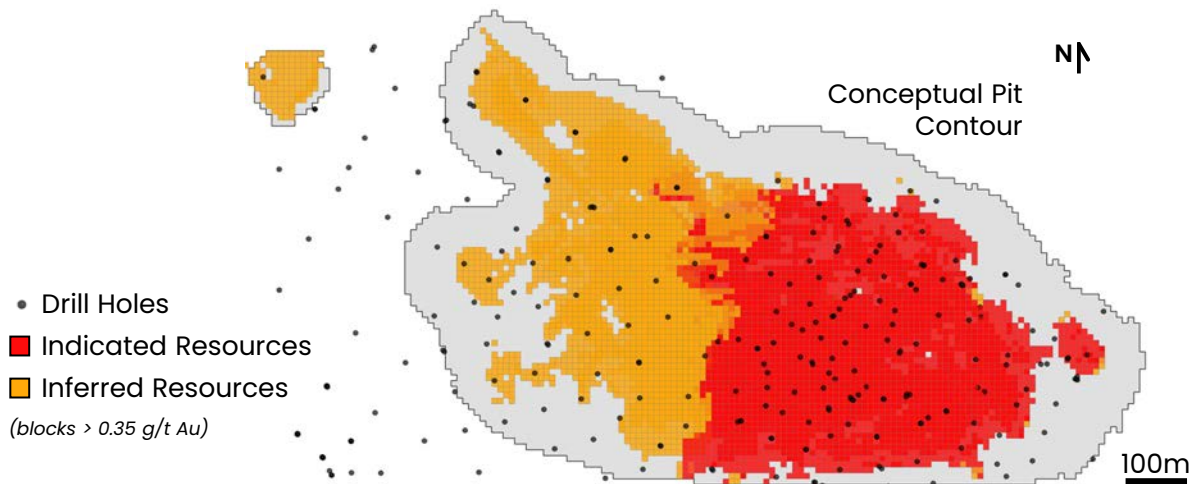 N
Conceptual Pit
Contour
Drill Holes
Indicated Resources
Inferred Resources
(blocks > 0.35 g/t Au)
100m